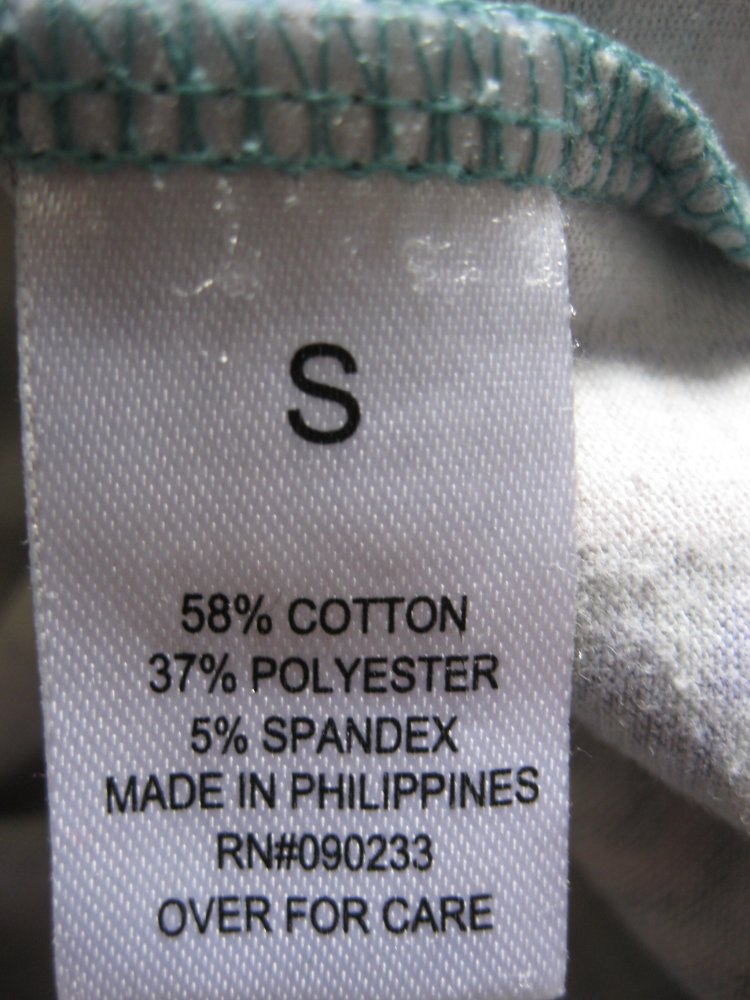 S
58% COTTON
37% POLYESTER
5% SPANDEX
MADE IN PHILIPPINES
RN#090233
OVER FOR CARE